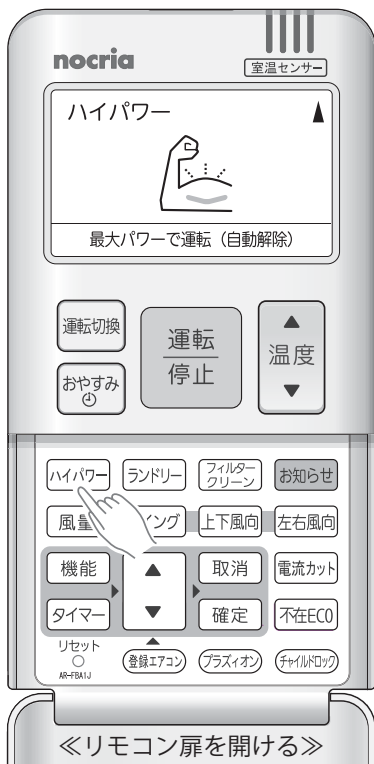 nocria
室温センサー
ハイパワー
最大パワーで運転（自動解除）
運転切換
運転
停止
温度
おやすみ
ハイパワー
ランドリー
フィルター
クリーン
お知らせ
風量
イング
上下風向
左右風向
機能
取消
電流カット
タイマー
確定
不在ECO
リセット
AR-FBA1J
登録エアコン
プラズィオン
チャイルドロック
≪リモコン扉を開ける≫